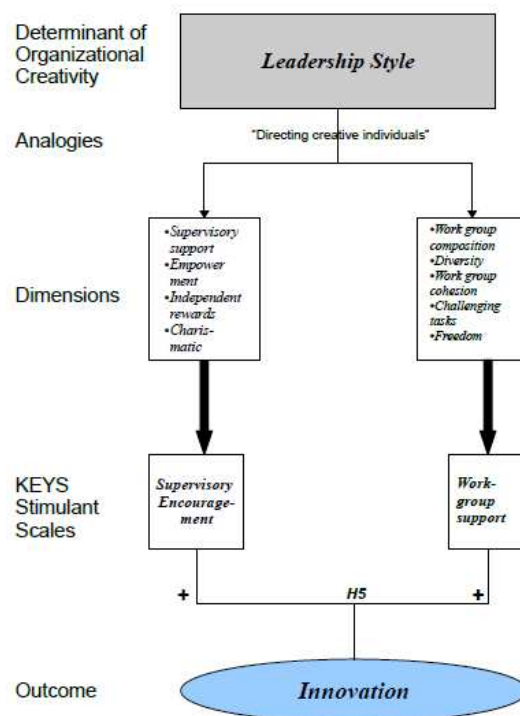 Determinant of
Organizational
Creativity
Leadership Style
Analogies
"Directing creative individuals"
Dimensions
•Supervisory
support
•Empower
ment
•Independent
rewards
•Charis-
matic
•Work group
composition
•Diversity
•Work group
cohesion
•Challenging
tasks
•Freedom
KEYS
Stimulant
Scales
Supervisory
Encourage-
ment
Work-
group
support
+
H5
+
Outcome
Innovation